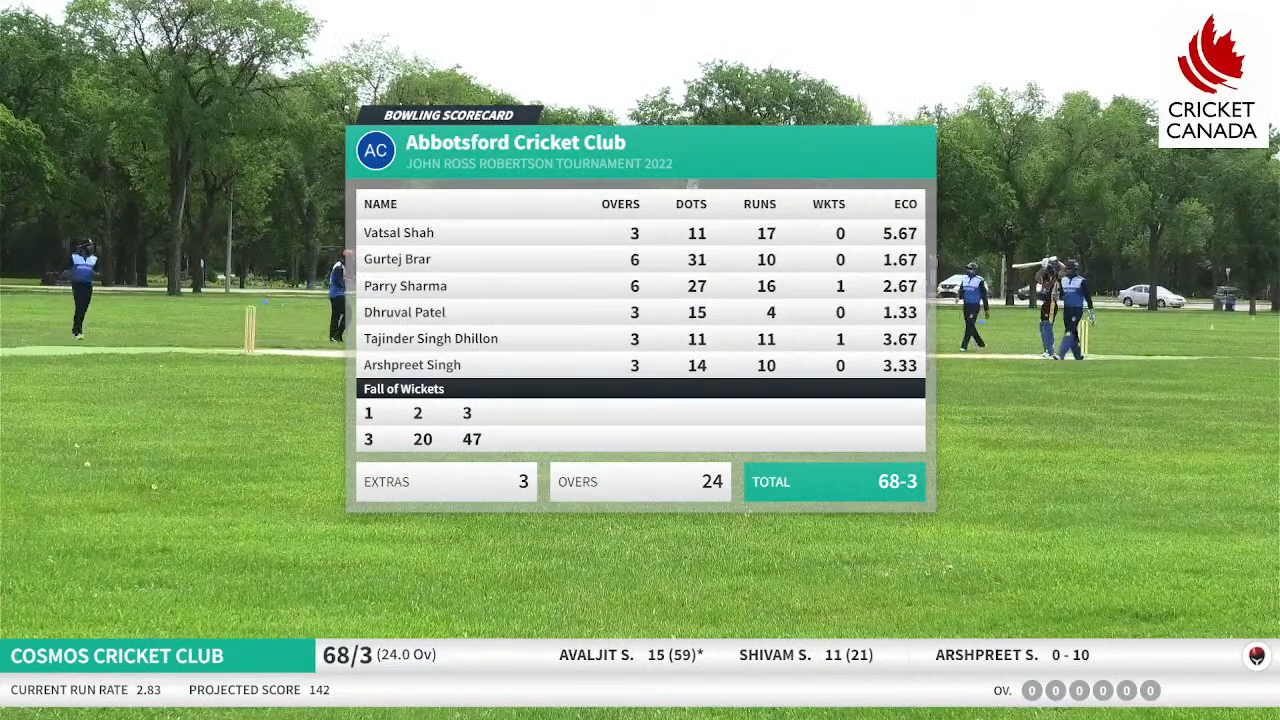 CRICKET
CANADA
BOWLING SCORECARD
AC
Abbotsford Cricket Club
JOHN ROSS ROBERTSON TOURNAMENT 2022
NAME OVERS DOTS RUNS WKTS ECO
Vatsal Shah 3 11 17 0 5.67
Gurtej Brar 6 31 10 0 1.67
Parry Sharma 6 27 16 1 2.67
Dhruval Patel 3 15 4 0 1.33
Tajinder Singh Dhillon 3 11 11 1 3.67
Arshpreet Singh 3 14 10 0 3.33
Fall of Wickets
1 2 3
3 20 47
EXTRAS 3 OVERS 24 TOTAL 68-3
COSMOS CRICKET CLUB 68/3 (24.0 Ov) AVALJIT S. 15 (59)* SHIVAM S. 11 (21) ARSHPREET S. 0 - 10
CURRENT RUN RATE 2.83 PROJECTED SCORE 142 OV. 0 0 0 0 0 0